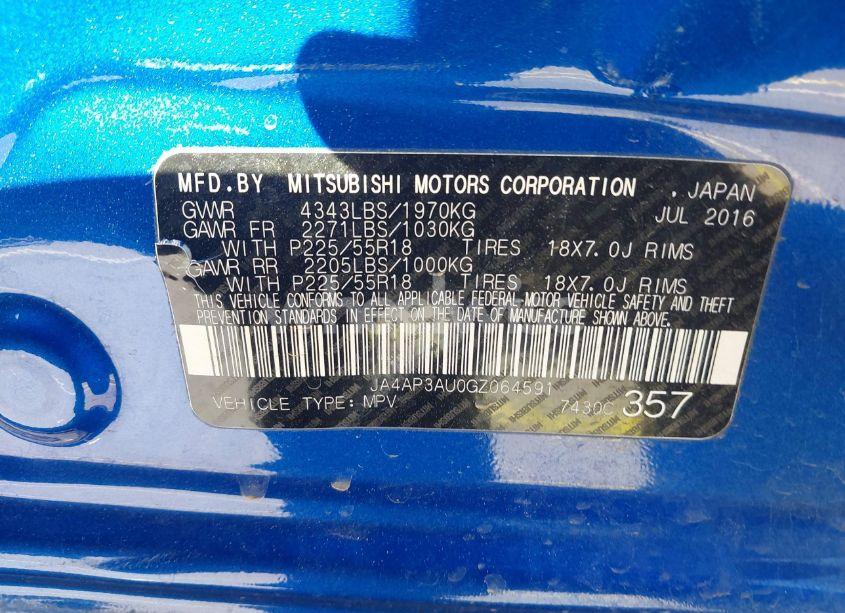 MFD.BY MITSUBISHI MOTORS CORPORATION . JAPAN
GVWR 4343LBS/1970KG JUL 2016
GAWR FR 2271LBS/1030KG
WITH P225/55R18 TIRES 18X7.0J RIMS
GAWR RR 2205LBS/1000KG
WITH P225/55R18 TIRES 18X7.0J RIMS
THIS VEHICLE CONFORMS TO ALL APPLICABLE FEDERAL MOTOR VEHICLE SAFETY AND THEFT
PREVENTION STANDARDS IN EFFECT ON THE DATE OF MANUFACTURE SHOWN ABOVE.
JA4AP3AU0GZ064591
VEHICLE TYPE: MPV 7430C 357